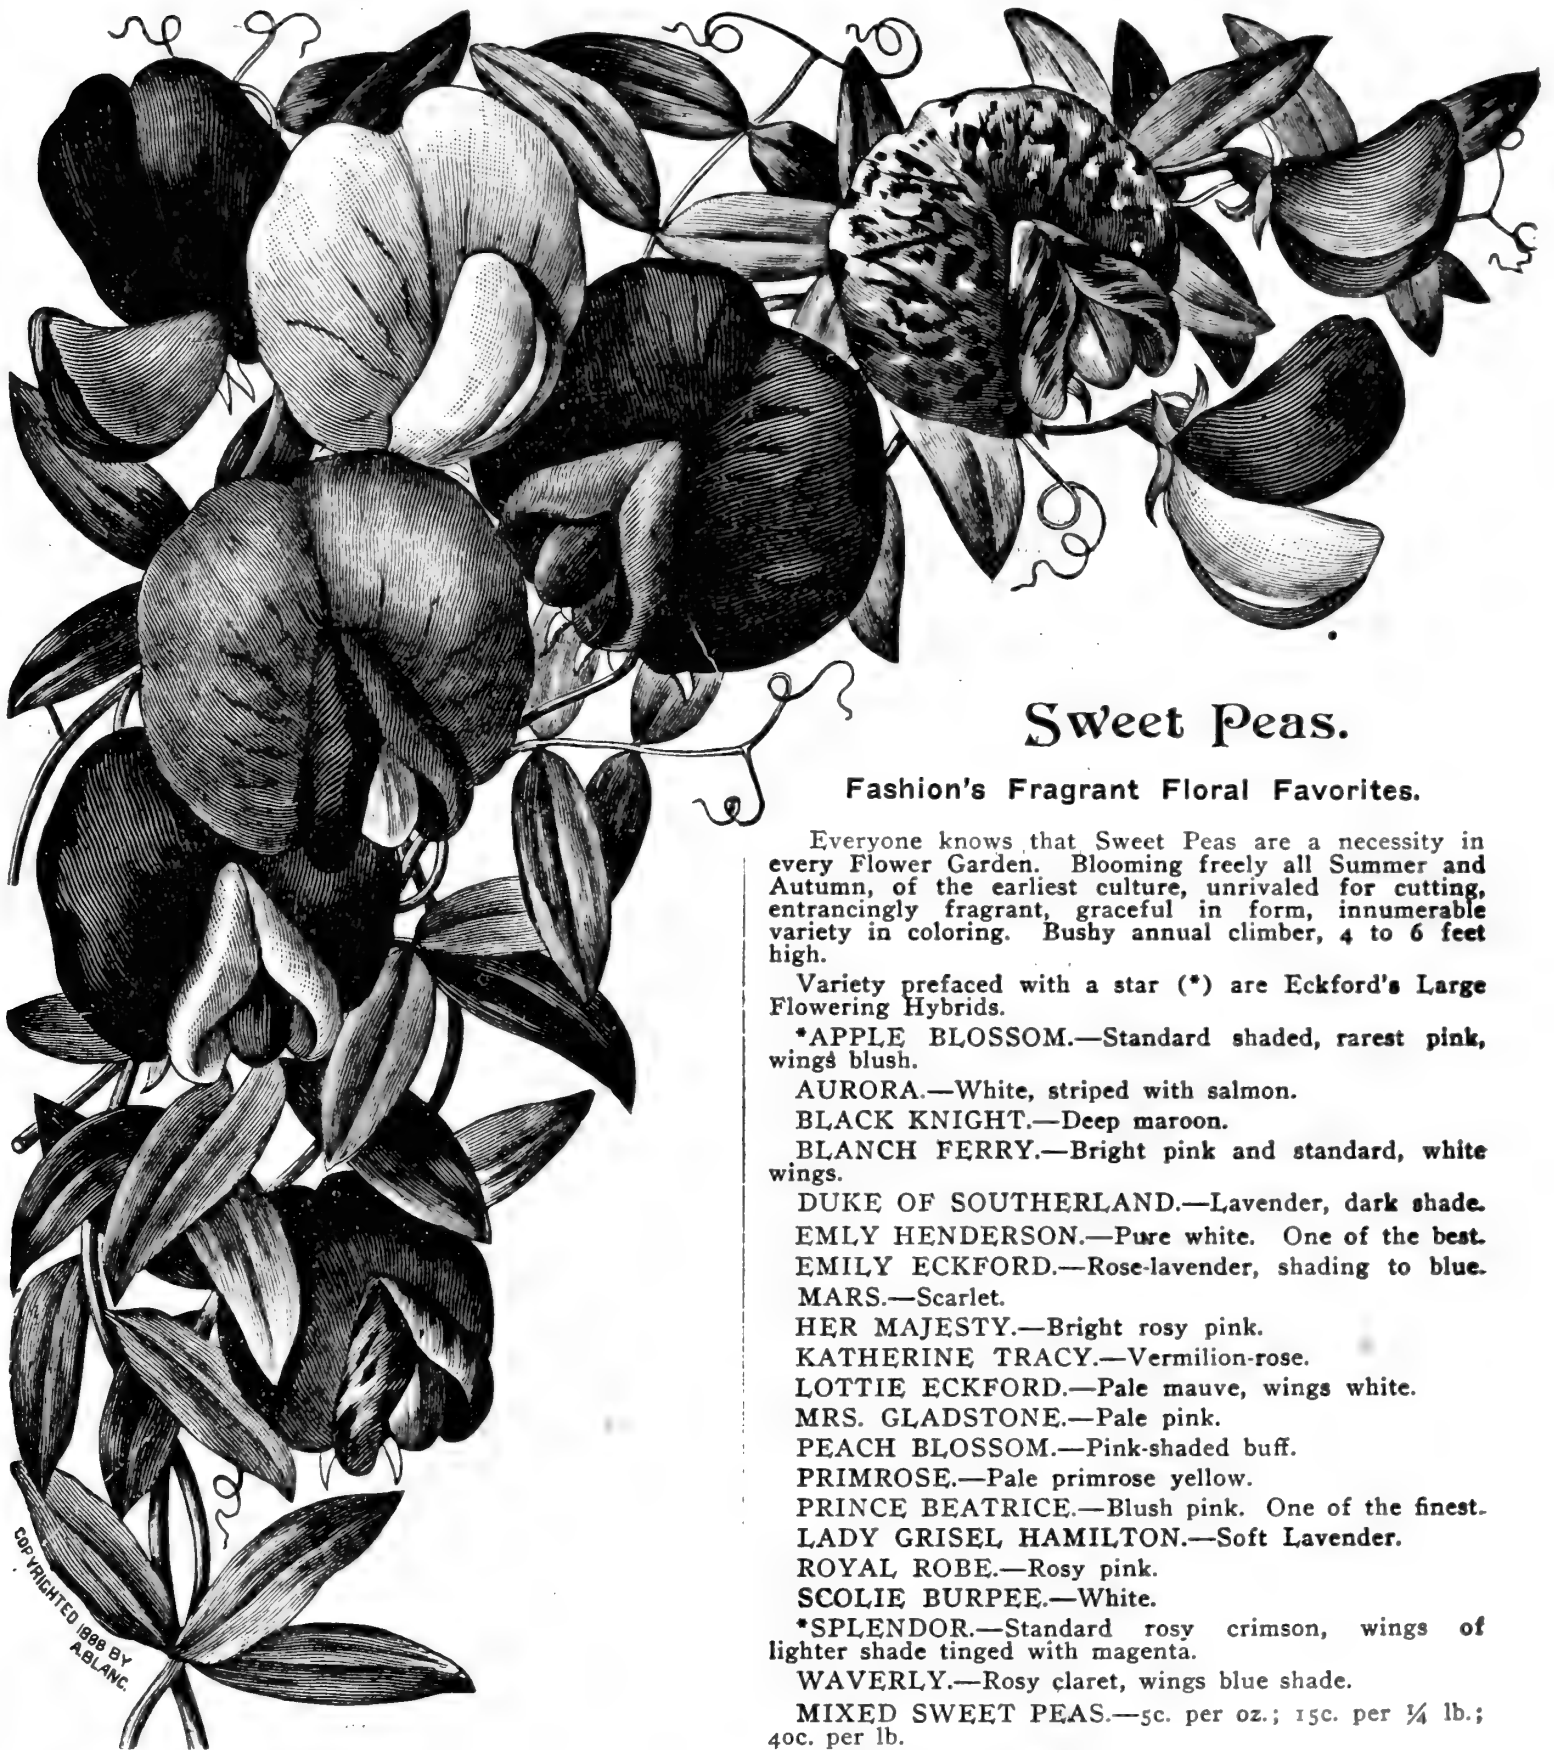 Sweet Peas.
Fashion's Fragrant Floral Favorites.
Everyone knows that Sweet Peas are a necessity in
every Flower Garden. Blooming freely all Summer and
Autumn, of the earliest culture, unrivaled for cutting,
entrancingly fragrant, graceful in form, innumerable
variety in coloring. Bushy annual climber, 4 to 6 feet
high.
Variety prefaced with a star (*) are Eckford's Large
Flowering Hybrids.
*APPLE BLOSSOM.—Standard shaded, rarest pink,
wings blush.
AURORA.—White, striped with salmon.
BLACK KNIGHT.—Deep maroon.
BLANCH FERRY.—Bright pink and standard, white
wings.
DUKE OF SOUTHERLAND.—Lavender, dark shade.
EMLY HENDERSON.—Pure white. One of the best.
EMILY ECKFORD.—Rose-lavender, shading to blue.
MARS.—Scarlet.
HER MAJESTY.—Bright rosy pink.
KATHERINE TRACY.—Vermilion-rose.
LOTTIE ECKFORD.—Pale mauve, wings white.
MRS. GLADSTONE.—Pale pink.
PEACH BLOSSOM.—Pink-shaded buff.
PRIMROSE.—Pale primrose yellow.
PRINCE BEATRICE.—Blush pink. One of the finest.
LADY GRISEL HAMILTON.—Soft Lavender.
ROYAL ROBE.—Rosy pink.
SCOLIE BURPEE.—White.
*SPLENDOR.—Standard rosy crimson, wings of
lighter shade tinged with magenta.
WAVERLY.—Rosy claret, wings blue shade.
MIXED SWEET PEAS.—5c. per oz.; 15c. per ¼ lb.;
40c. per lb.
COPYRIGHTED 1888 BY
A.BLANC.